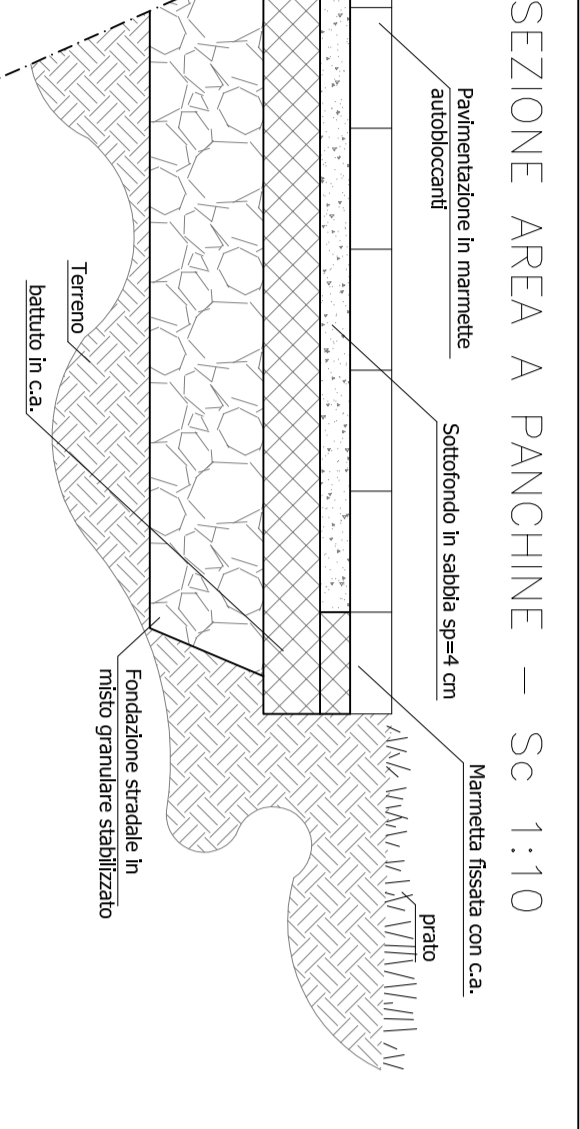 SEZIONE AREA A PANCHINE - Sc 1:10
Pavimentazione in marmette
autobloccanti
Sottofondo in sabbia sp=4 cm
Marmetta fissata con c.a.
prato
Terreno
battuto in c.a.
Fondazione stradale in
misto granulare stabilizzato